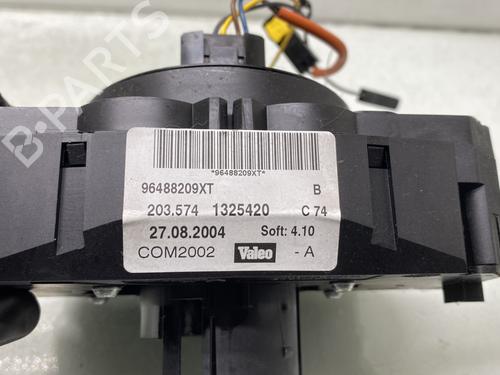 B-PARTS
*96488209XT*
96488209XT B
203.574 1325420 C 74
27.08.2004 Soft: 4.10
COM2002 Valeo - A